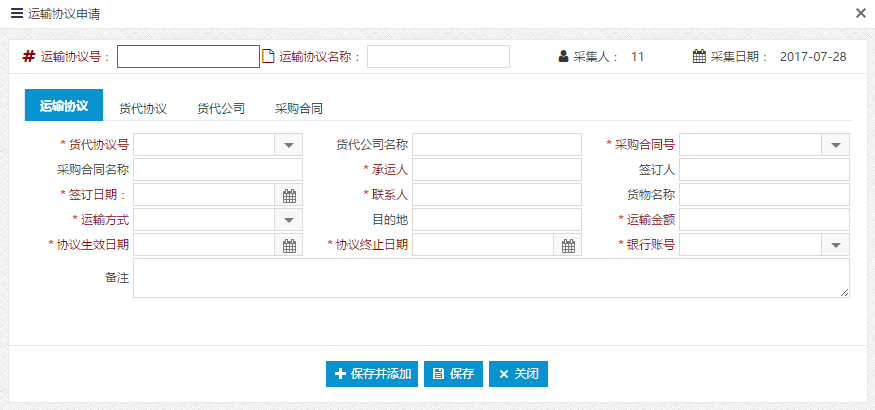 运输协议申请
运输协议号： 运输协议名称： 采集人： 11 采集日期： 2017-07-28
运输协议 货代协议 货代公司 采购合同
* 货代协议号 货代公司名称 * 采购合同号
采购合同名称 * 承运人 签订人
* 签订日期： * 联系人 货物名称
* 运输方式 目的地 * 运输金额
* 协议生效日期 * 协议终止日期 * 银行账号
备注
保存并添加 保存 关闭